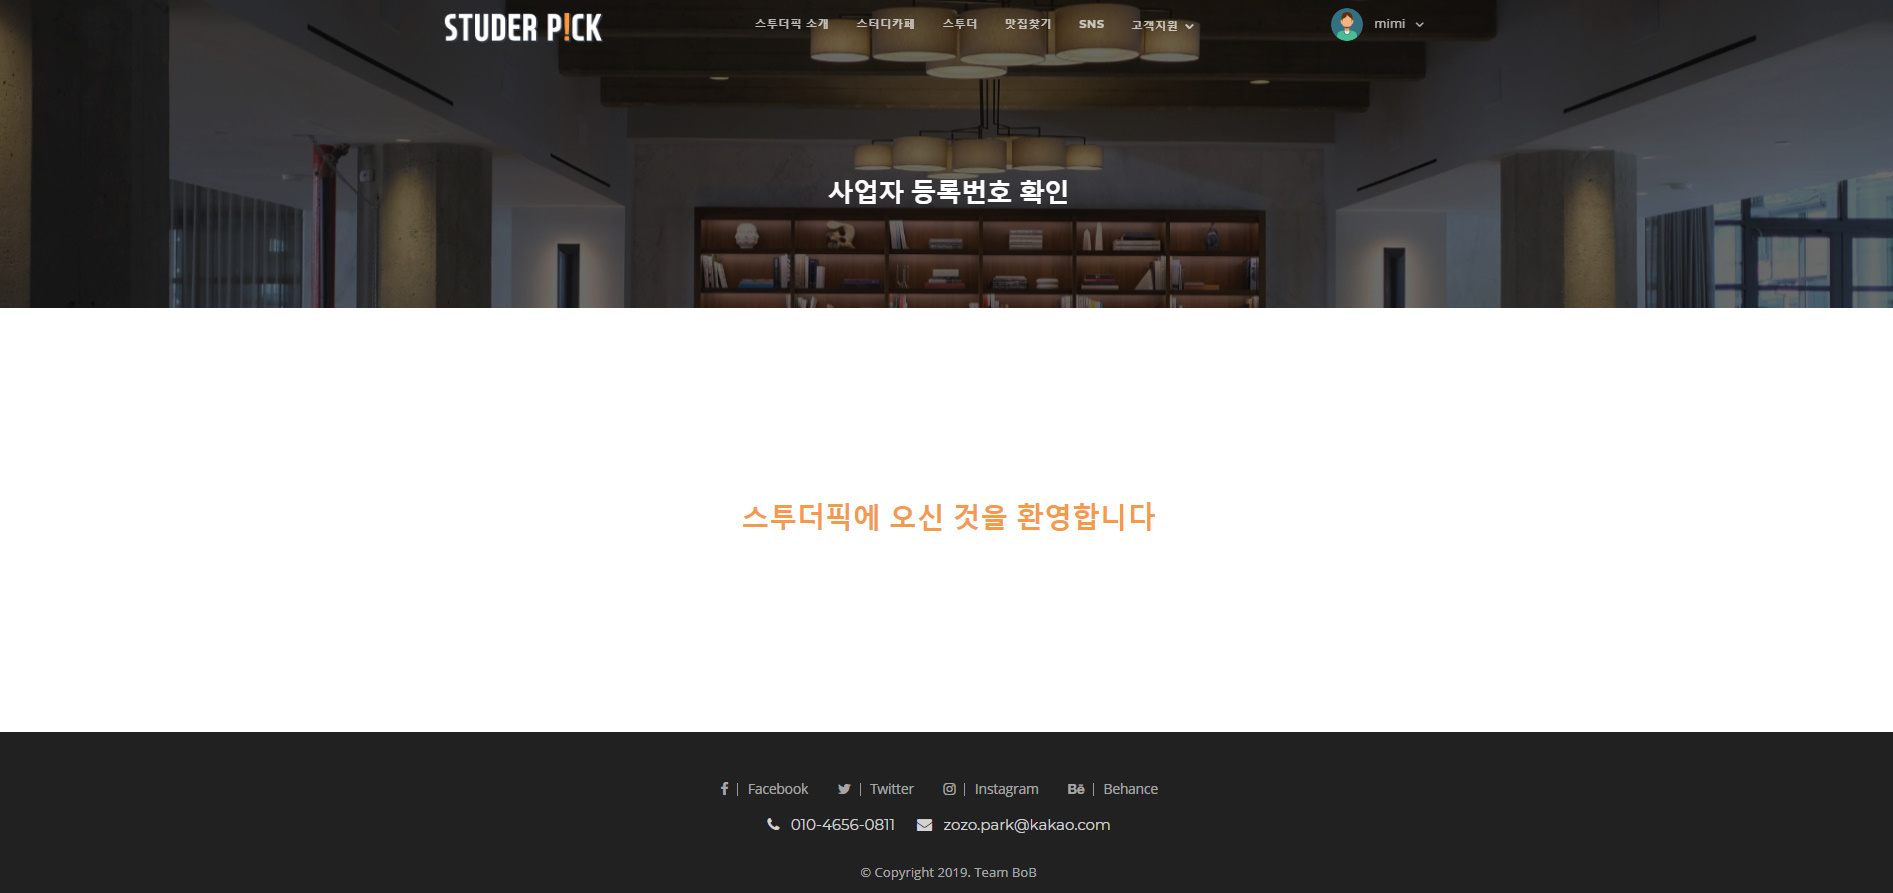 STUDER P!CK
스투더픽 소개 스터디카페 스투더 맛집찾기 SNS 고객지원
mimi
사업자 등록번호 확인
스투더픽에 오신 것을 환영합니다
Facebook Twitter Instagram Bē Behance
010-4656-0811 zozo.park@kakao.com
© Copyright 2019. Team BoB